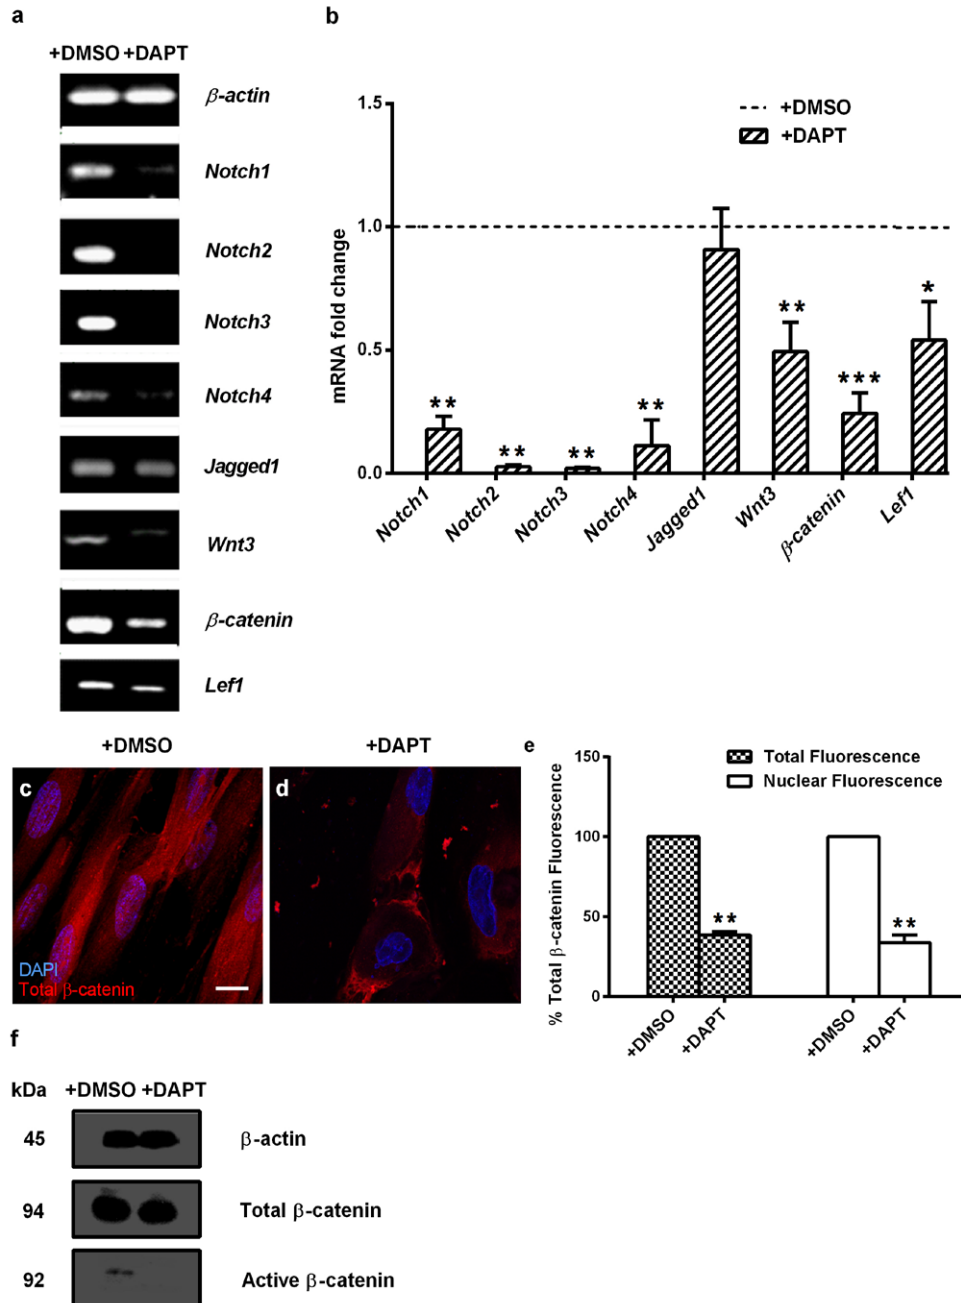 a
+DMSO +DAPT
β-actin
Notch1
Notch2
Notch3
Notch4
Jagged1
Wnt3
β-catenin
Lef1
b
mRNA fold change
1.5
1.0
0.5
0.0
+DMSO
+DAPT
**
**
**
**
**
***
*
Notch1
Notch2
Notch3
Notch4
Jagged1
Wnt3
β-catenin
Lef1
+DMSO
+DAPT
c
DAPI
Total β-catenin
d
e
% Total β-catenin Fluorescence
150
100
50
0
Total Fluorescence
Nuclear Fluorescence
**
**
+DMSO
+DAPT
+DMSO
+DAPT
f
kDa +DMSO +DAPT
45 β-actin
94 Total β-catenin
92 Active β-catenin